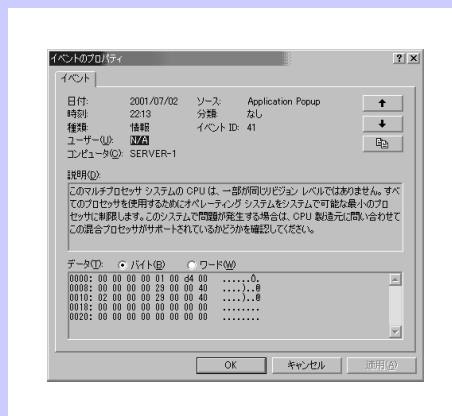 イベントのプロパティ
イベント
日付: 2001/07/02 ソース: Application Popup
時刻: 22:13 分類: なし
種類: 情報 イベント ID: 41
ユーザー(U): N/A
コンピュータ(C): SERVER-1
説明(D):
このマルチプロセッサ システムの CPU は、一部が同じリビジョン レベルではありません。すべ
てのプロセッサを使用するためにオペレーティング システムをシステムで可能な最小のプロ
セッサに制限します。このシステムで問題が発生する場合は、CPU 製造元に問い合わせて
この混合プロセッサがサポートされているかどうかを確認してください。
データ(T): バイト(B) ワード(W)
0000: 00 00 00 00 01 00 d4 00 ......Ô.
0008: 00 00 00 00 29 00 00 40 ....)..@
0010: 02 00 00 00 29 00 00 40 ....)..@
0018: 00 00 00 00 00 00 00 00 ........
0020: 00 00 00 00 00 00 00 00 ........
OK キャンセル 適用(A)